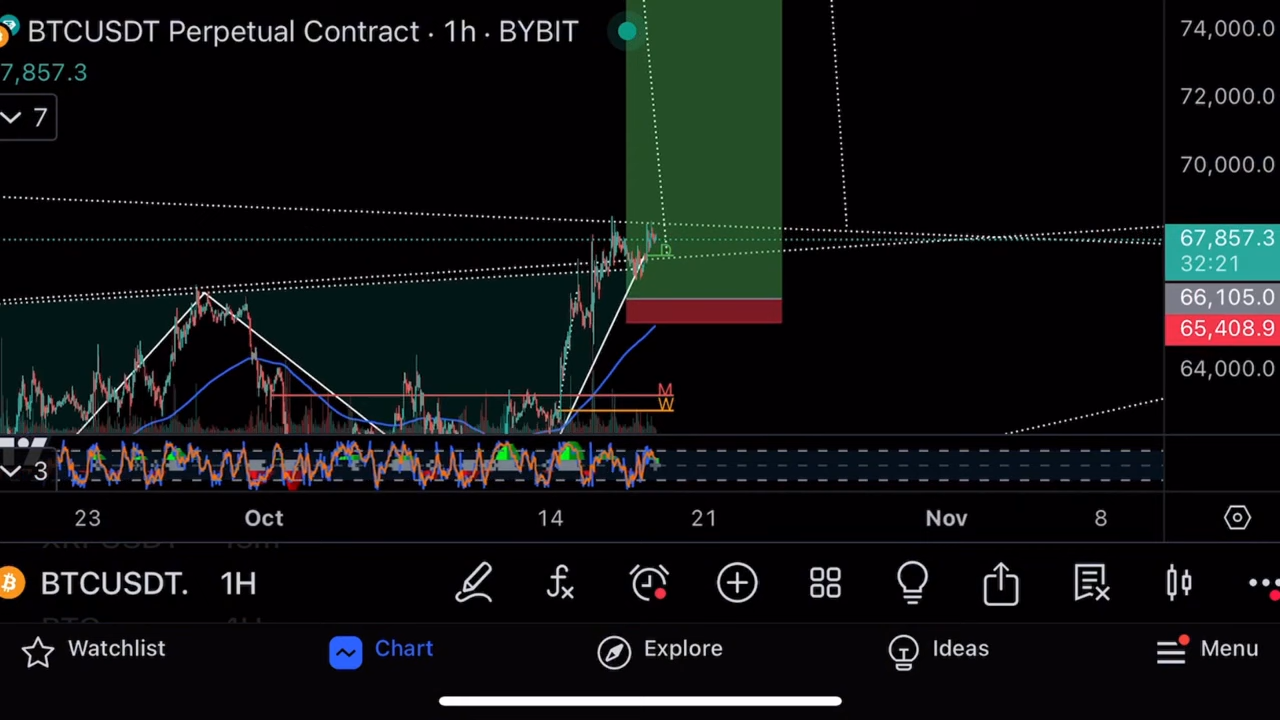 BTCUSDT Perpetual Contract · 1h · BYBIT
7,857.3
7
74,000.0
72,000.0
70,000.0
67,857.3
32:21
66,105.0
65,408.9
64,000.0
D
M
W
3
23 Oct 14 21 Nov 8
BTCUSDT. 1H
Watchlist Chart Explore Ideas Menu